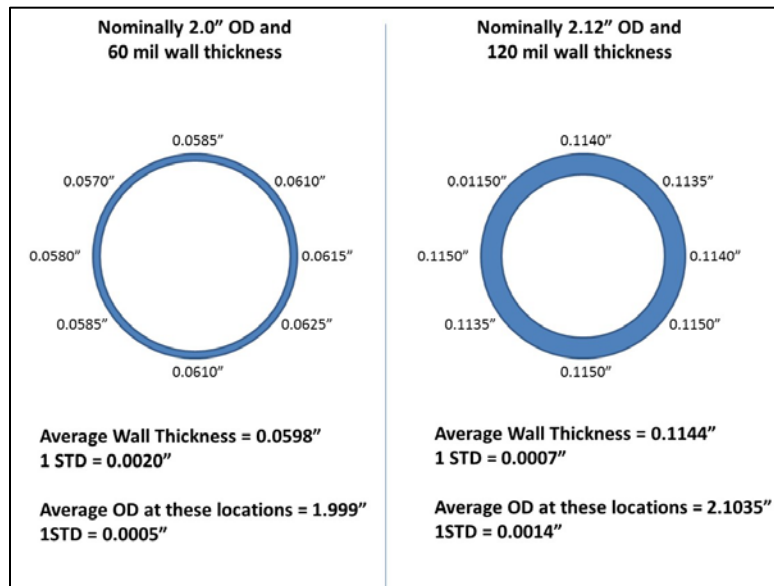 Nominally 2.0” OD and
60 mil wall thickness
0.0585”
0.0570”
0.0610”
0.0580”
0.0615”
0.0585”
0.0625”
0.0610”
Average Wall Thickness = 0.0598”
1 STD = 0.0020”
Average OD at these locations = 1.999”
1STD = 0.0005”
Nominally 2.12” OD and
120 mil wall thickness
0.1140”
0.01150”
0.1135”
0.1150”
0.1140”
0.1135”
0.1150”
0.1150”
Average Wall Thickness = 0.1144”
1 STD = 0.0007”
Average OD at these locations = 2.1035”
1STD = 0.0014”